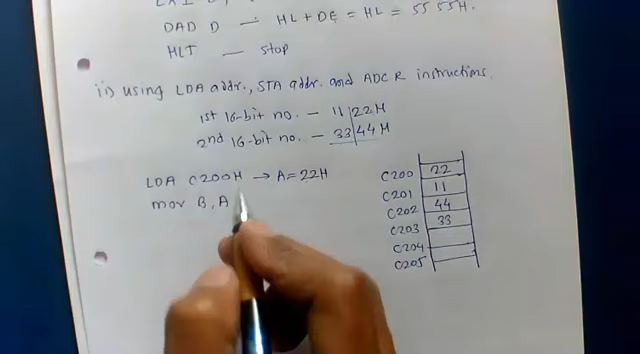 DAD D — HL + DE = HL = 5555H.
HLT — stop
ii) using LDA addr., STA addr. and ADC R instructions.
1st 16-bit no. — 11 | 22H
2nd 16-bit no. — 33 | 44H
LDA C200H → A = 22H
mov B, A
C200 22
C201 11
C202 44
C203 33
C204
C205